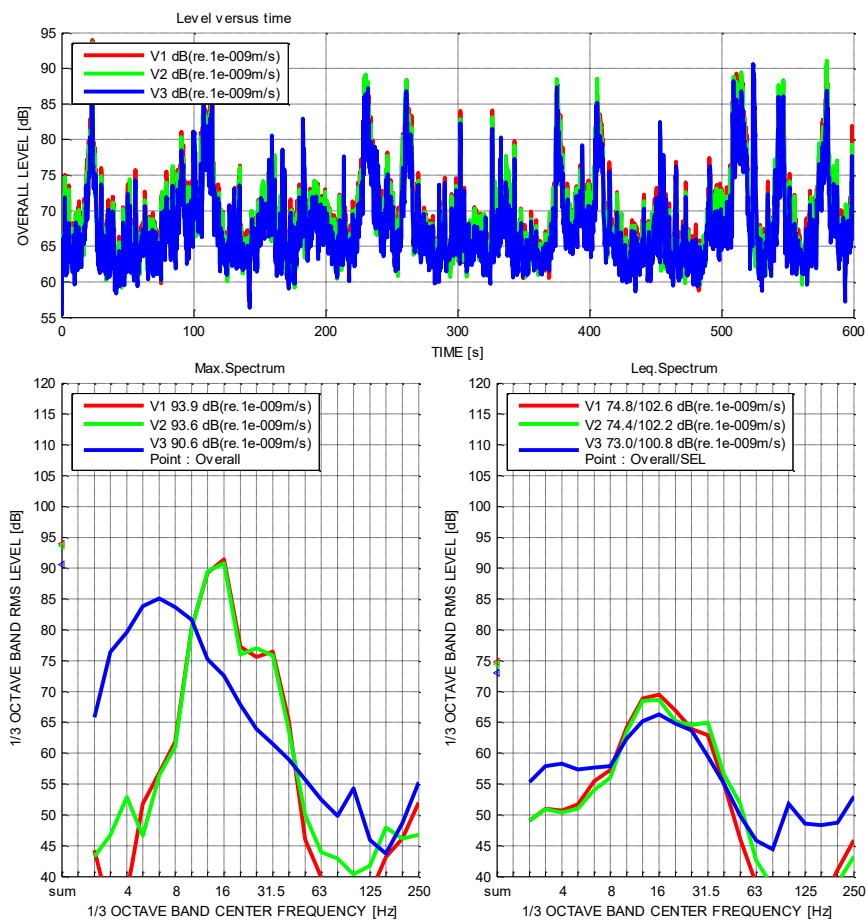 Level versus time
95
90
85
80
75
70
65
60
55
OVERALL LEVEL [dB]
V1 dB(re.1e-009m/s)
V2 dB(re.1e-009m/s)
V3 dB(re.1e-009m/s)
0 100 200 300 400 500 600
TIME [s]
Max.Spectrum
120
115
110
105
100
95
90
85
80
75
70
65
60
55
50
45
40
1/3 OCTAVE BAND RMS LEVEL [dB]
V1 93.9 dB(re.1e-009m/s)
V2 93.6 dB(re.1e-009m/s)
V3 90.6 dB(re.1e-009m/s)
Point : Overall
sum 4 8 16 31.5 63 125 250
1/3 OCTAVE BAND CENTER FREQUENCY [Hz]
Leq.Spectrum
120
115
110
105
100
95
90
85
80
75
70
65
60
55
50
45
40
1/3 OCTAVE BAND RMS LEVEL [dB]
V1 74.8/102.6 dB(re.1e-009m/s)
V2 74.4/102.2 dB(re.1e-009m/s)
V3 73.0/100.8 dB(re.1e-009m/s)
Point : Overall/SEL
sum 4 8 16 31.5 63 125 250
1/3 OCTAVE BAND CENTER FREQUENCY [Hz]